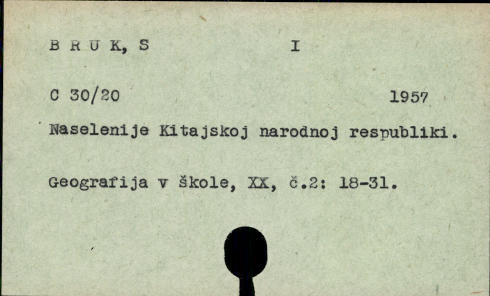 B R U K, S I
C 30/20 1957
Naselenije Kitajskoj narodnoj respubliki.
Geografija v škole, XX, č.2: 18-31.